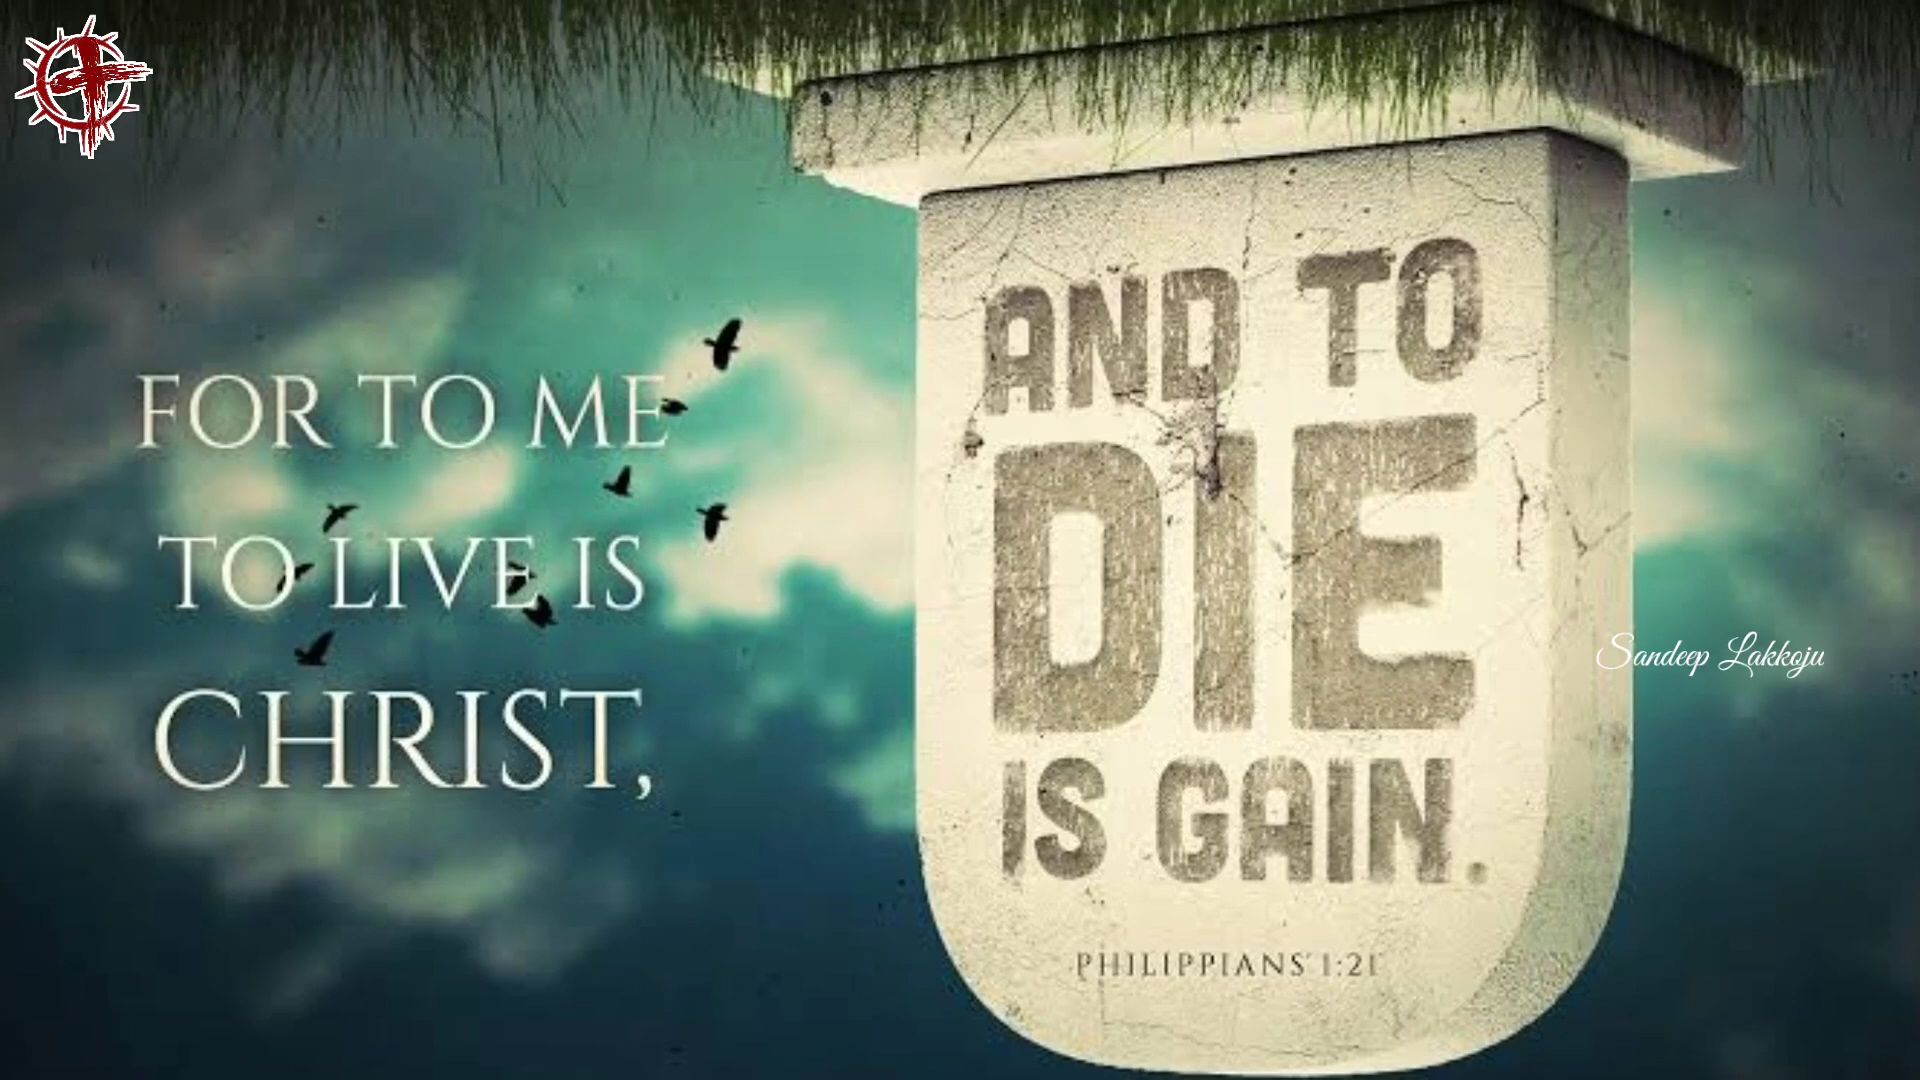 FOR TO ME
TO LIVE IS
CHRIST,
AND TO
DIE
IS GAIN.
PHILIPPIANS 1:21
Sandeep Lakkoju